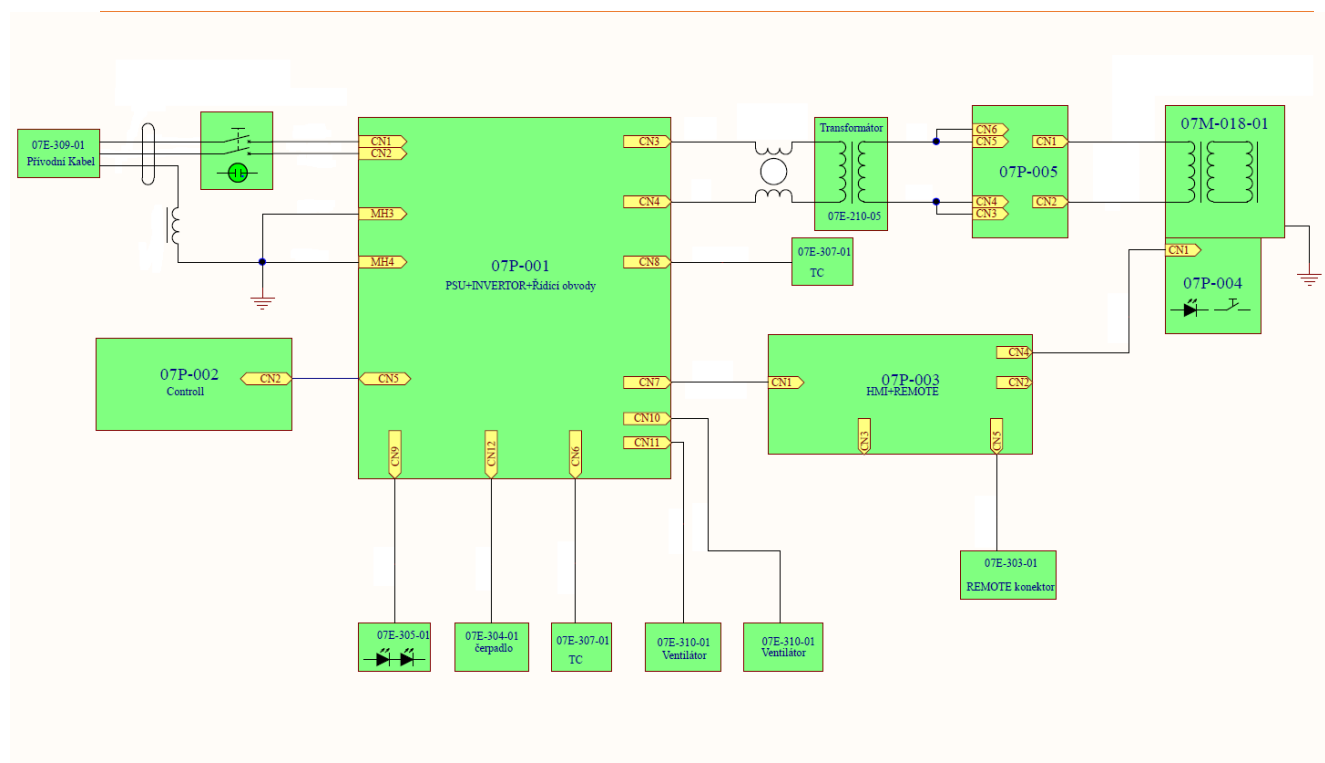 07E-309-01
Přívodní Kabel
CN1
CN2
MH3
MH4
07P-001
PSU+INVERTOR+Řídící obvody
CN3
CN4
CN8
CN5
CN7
CN10
CN11
CN9
CN12
CN6
07P-002
Controll
CN2
Transformátor
07E-210-05
07E-307-01
TC
CN6
CN5
07P-005
CN4
CN3
CN1
CN2
07M-018-01
CN1
07P-004
07P-003
HMI+REMOTE
CN1
CN4
CN2
CN3
CN5
07E-303-01
REMOTE konektor
07E-305-01
07E-304-01
čerpadlo
07E-307-01
TC
07E-310-01
Ventilátor
07E-310-01
Ventilátor